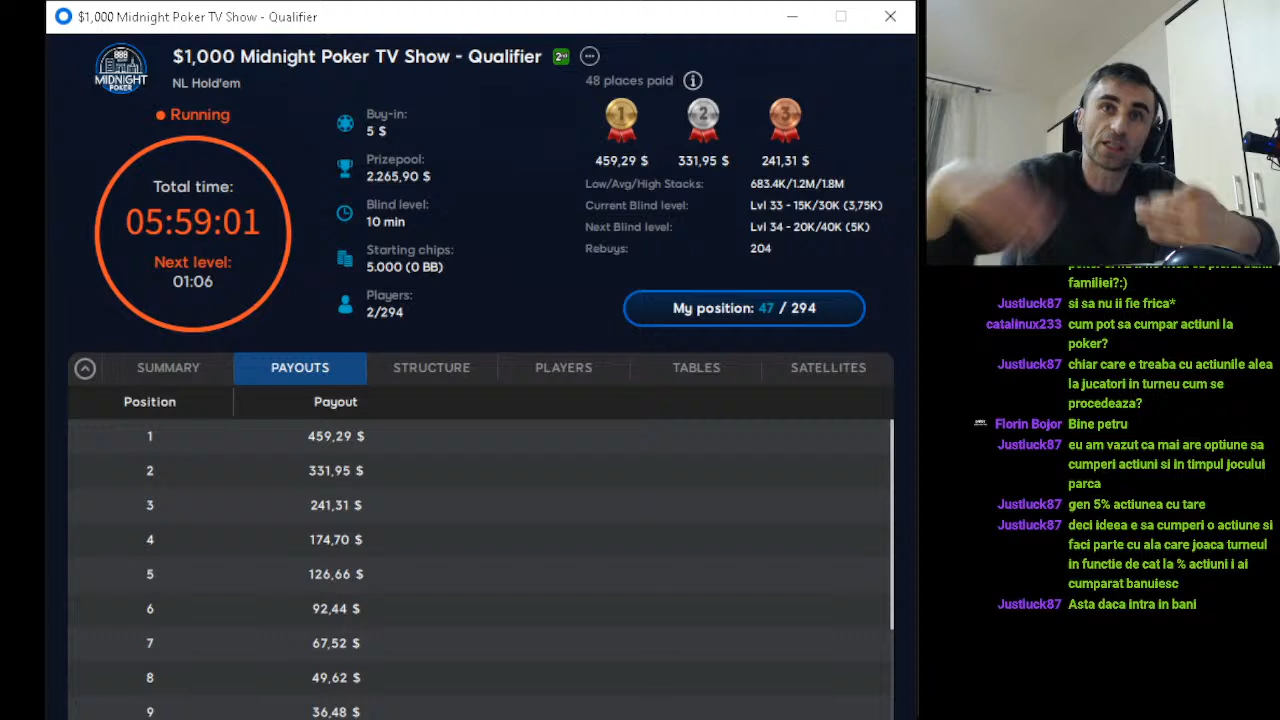 $1,000 Midnight Poker TV Show - Qualifier
888
MIDNIGHT
POKER
$1,000 Midnight Poker TV Show - Qualifier 2nd
NL Hold'em
48 places paid
Running
Total time:
05:59:01
Next level:
01:06
Buy-in:
5 $
Prizepool:
2.265,90 $
Blind level:
10 min
Starting chips:
5.000 (0 BB)
Players:
2/294
1 2 3
459,29 $ 331,95 $ 241,31 $
Low/Avg/High Stacks: 683.4K/1.2M/1.8M
Current Blind level: Lvl 33 - 15K/30K (3,75K)
Next Blind level: Lvl 34 - 20K/40K (5K)
Rebuys: 204
My position: 47 / 294
SUMMARY PAYOUTS STRUCTURE PLAYERS TABLES SATELLITES
Position Payout
1 459,29 $
2 331,95 $
3 241,31 $
4 174,70 $
5 126,66 $
6 92,44 $
7 67,52 $
8 49,62 $
9 36,48 $
familiei?:)
Justluck87 si sa nu ii fie frica*
catalinux233 cum pot sa cumpar actiuni la
poker?
Justluck87 chiar care e treaba cu actiunile alea
la jucatori in turneu cum se
procedeaza?
Florin Bojor Bine petru
Justluck87 eu am vazut ca mai are optiune sa
cumperi actiuni si in timpul jocului
parca
Justluck87 gen 5% actiunea cu tare
Justluck87 deci ideea e sa cumperi o actiune si
faci parte cu ala care joaca turneul
in functie de cat la % actiuni i ai
cumparat banuiesc
Justluck87 Asta daca intra in bani